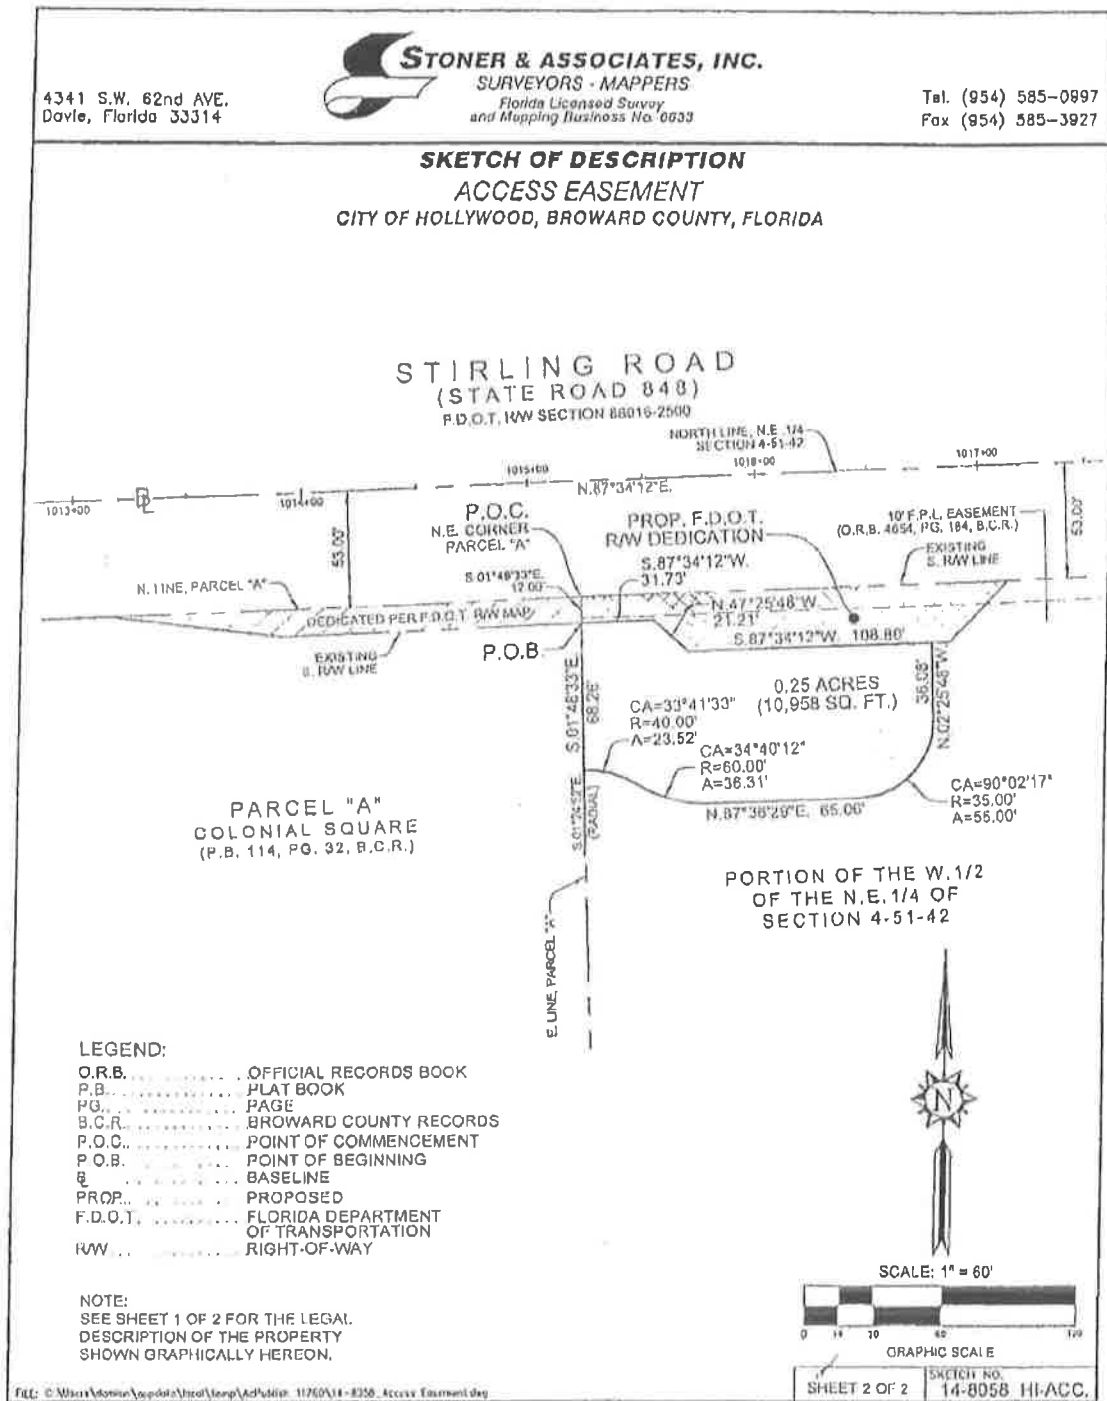 STONER & ASSOCIATES, INC.
SURVEYORS - MAPPERS
Florida Licensed Survey
and Mapping Business No. 6633
4341 S.W. 62nd AVE.
Davie, Florida 33314
Tel. (954) 585-0997
Fax (954) 585-3927
SKETCH OF DESCRIPTION
ACCESS EASEMENT
CITY OF HOLLYWOOD, BROWARD COUNTY, FLORIDA
STIRLING ROAD
(STATE ROAD 848)
F.D.O.T. R/W SECTION 88016-2500
NORTH LINE, N.E. 1/4
SECTION 4-51-42
1013+00
1014+00
1015+00
1016+00
1017+00
N.87°34'12"E.
53.00'
53.00'
P.O.C.
N.E. CORNER
PARCEL "A"
PROP. F.D.O.T.
R/W DEDICATION
10' F.P.L. EASEMENT
(O.R.B. 4054, PG. 184, B.C.R.)
EXISTING
S. R/W LINE
S.87°34'12"W.
31.73'
S.01°48'33"E.
12.00'
N. LINE, PARCEL "A"
DEDICATED PER F.D.O.T. R/W MAP
N.47°25'48"W.
21.21'
S.87°34'12"W. 108.80'
EXISTING
S. R/W LINE
P.O.B.
S.01°48'33"E.
68.26'
0.25 ACRES
(10,958 SQ. FT.)
CA=33°41'33"
R=40.00'
A=23.52'
CA=34°40'12"
R=60.00'
A=36.31'
36.08'
N.02°25'48"W.
CA=90°02'17"
R=35.00'
A=55.00'
N.87°36'29"E. 65.06'
S.01°24'52"E.
(RADIAL)
PARCEL "A"
COLONIAL SQUARE
(P.B. 114, PG. 32, B.C.R.)
E. LINE, PARCEL "A"
PORTION OF THE W.1/2
OF THE N.E.1/4 OF
SECTION 4-51-42
LEGEND:
O.R.B. OFFICIAL RECORDS BOOK
P.B. PLAT BOOK
PG. PAGE
B.C.R. BROWARD COUNTY RECORDS
P.O.C. POINT OF COMMENCEMENT
P.O.B. POINT OF BEGINNING
BL BASELINE
PROP. PROPOSED
F.D.O.T. FLORIDA DEPARTMENT
OF TRANSPORTATION
R/W RIGHT-OF-WAY
N
NOTE:
SEE SHEET 1 OF 2 FOR THE LEGAL
DESCRIPTION OF THE PROPERTY
SHOWN GRAPHICALLY HEREON.
SCALE: 1" = 60'
0 60 120
GRAPHIC SCALE
SHEET 2 OF 2
SKETCH NO.
14-8058 HI-ACC.